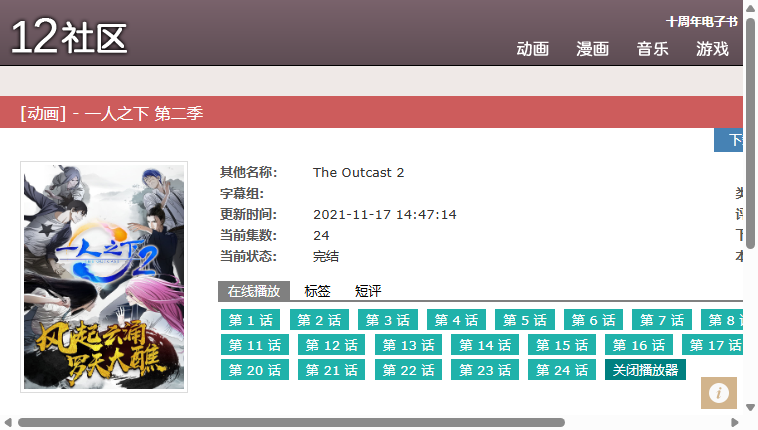 12社区
十周年电子书
动画 漫画 音乐 游戏
[动画] - 一人之下 第二季
一人之下2
风起云涌
罗天大醮
其他名称： The Outcast 2
字幕组：
更新时间： 2021-11-17 14:47:14
当前集数： 24
当前状态： 完结
在线播放 标签 短评
第 1 话 第 2 话 第 3 话 第 4 话 第 5 话 第 6 话 第 7 话 第 8
第 11 话 第 12 话 第 13 话 第 14 话 第 15 话 第 16 话 第 17 话
第 20 话 第 21 话 第 22 话 第 23 话 第 24 话 关闭播放器